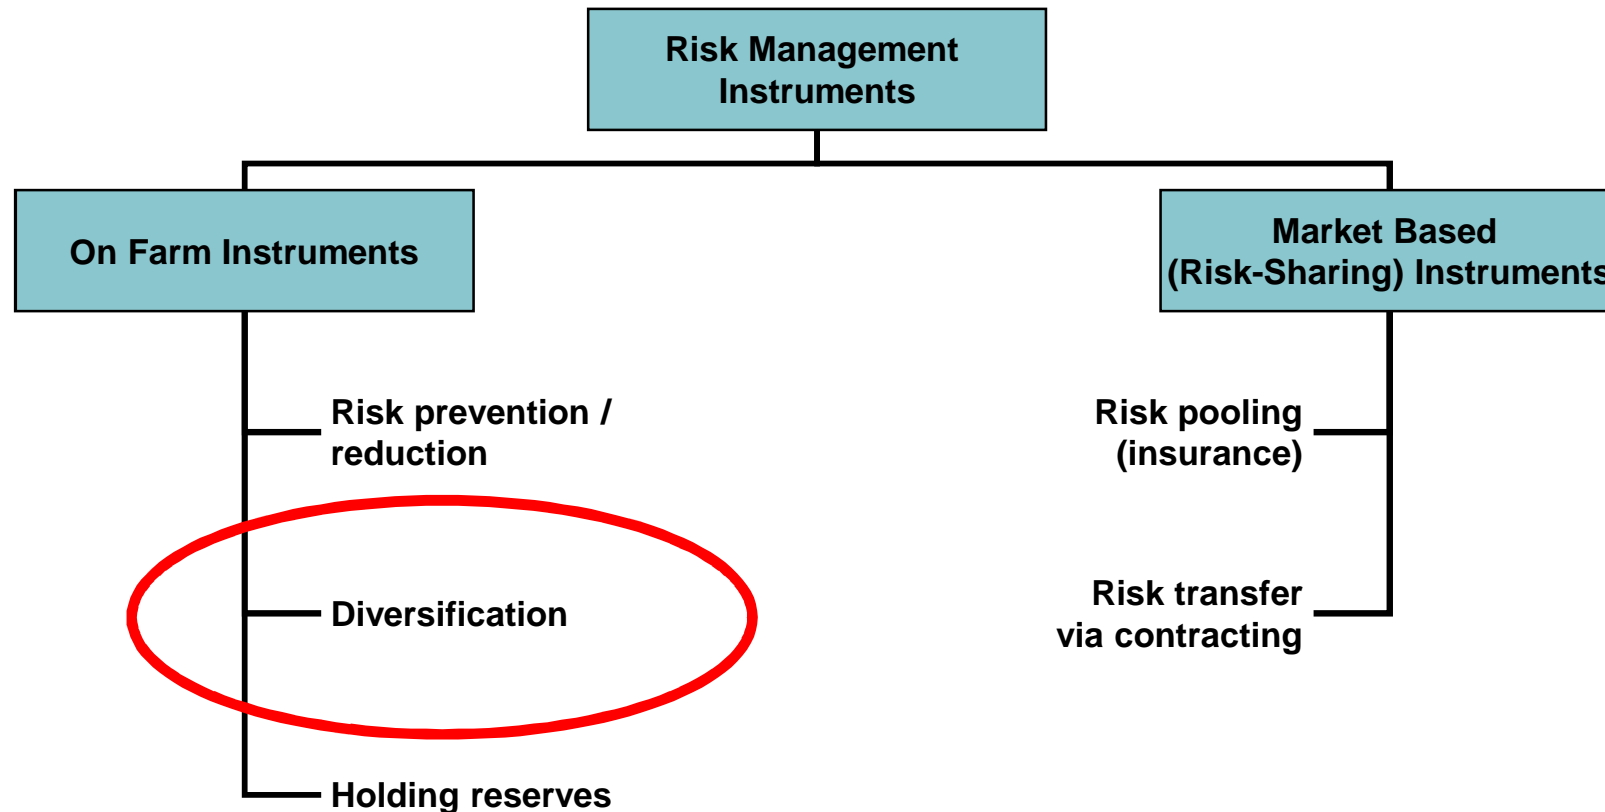 Risk Management
Instruments
On Farm Instruments
Market Based
(Risk-Sharing) Instruments
Risk prevention /
reduction
Diversification
Holding reserves
Risk pooling
(insurance)
Risk transfer
via contracting